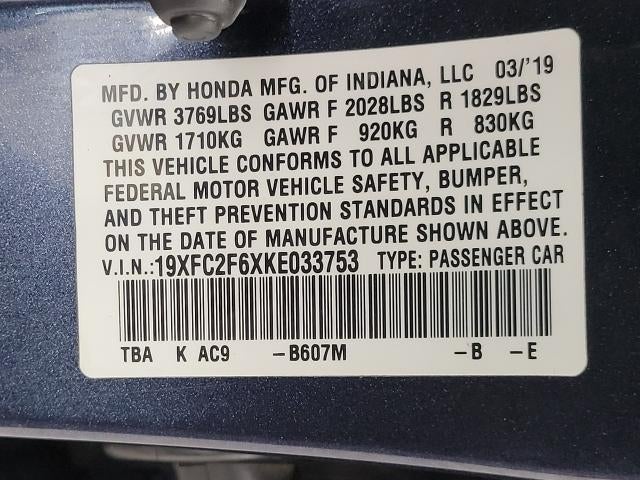 MFD. BY HONDA MFG. OF INDIANA, LLC 03/'19
GVWR 3769LBS GAWR F 2028LBS R 1829LBS
GVWR 1710KG GAWR F 920KG R 830KG
THIS VEHICLE CONFORMS TO ALL APPLICABLE
FEDERAL MOTOR VEHICLE SAFETY, BUMPER,
AND THEFT PREVENTION STANDARDS IN EFFECT
ON THE DATE OF MANUFACTURE SHOWN ABOVE.
V.I.N.:19XFC2F6XKE033753 TYPE: PASSENGER CAR
TBA K AC9 -B607M -B -E